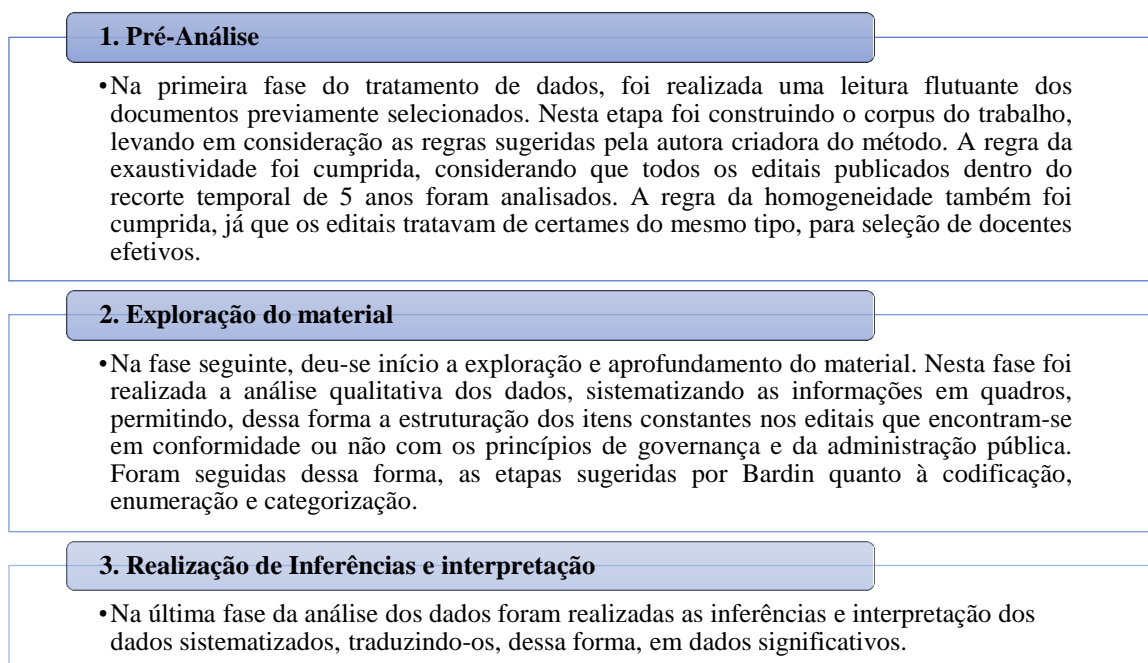 1. Pré-Análise
•Na primeira fase do tratamento de dados, foi realizada uma leitura flutuante dos
documentos previamente selecionados. Nesta etapa foi construindo o corpus do trabalho,
levando em consideração as regras sugeridas pela autora criadora do método. A regra da
exaustividade foi cumprida, considerando que todos os editais publicados dentro do
recorte temporal de 5 anos foram analisados. A regra da homogeneidade também foi
cumprida, já que os editais tratavam de certames do mesmo tipo, para seleção de docentes
efetivos.
2. Exploração do material
•Na fase seguinte, deu-se início a exploração e aprofundamento do material. Nesta fase foi
realizada a análise qualitativa dos dados, sistematizando as informações em quadros,
permitindo, dessa forma a estruturação dos itens constantes nos editais que encontram-se
em conformidade ou não com os princípios de governança e da administração pública.
Foram seguidas dessa forma, as etapas sugeridas por Bardin quanto à codificação,
enumeração e categorização.
3. Realização de Inferências e interpretação
•Na última fase da análise dos dados foram realizadas as inferências e interpretação dos
dados sistematizados, traduzindo-os, dessa forma, em dados significativos.